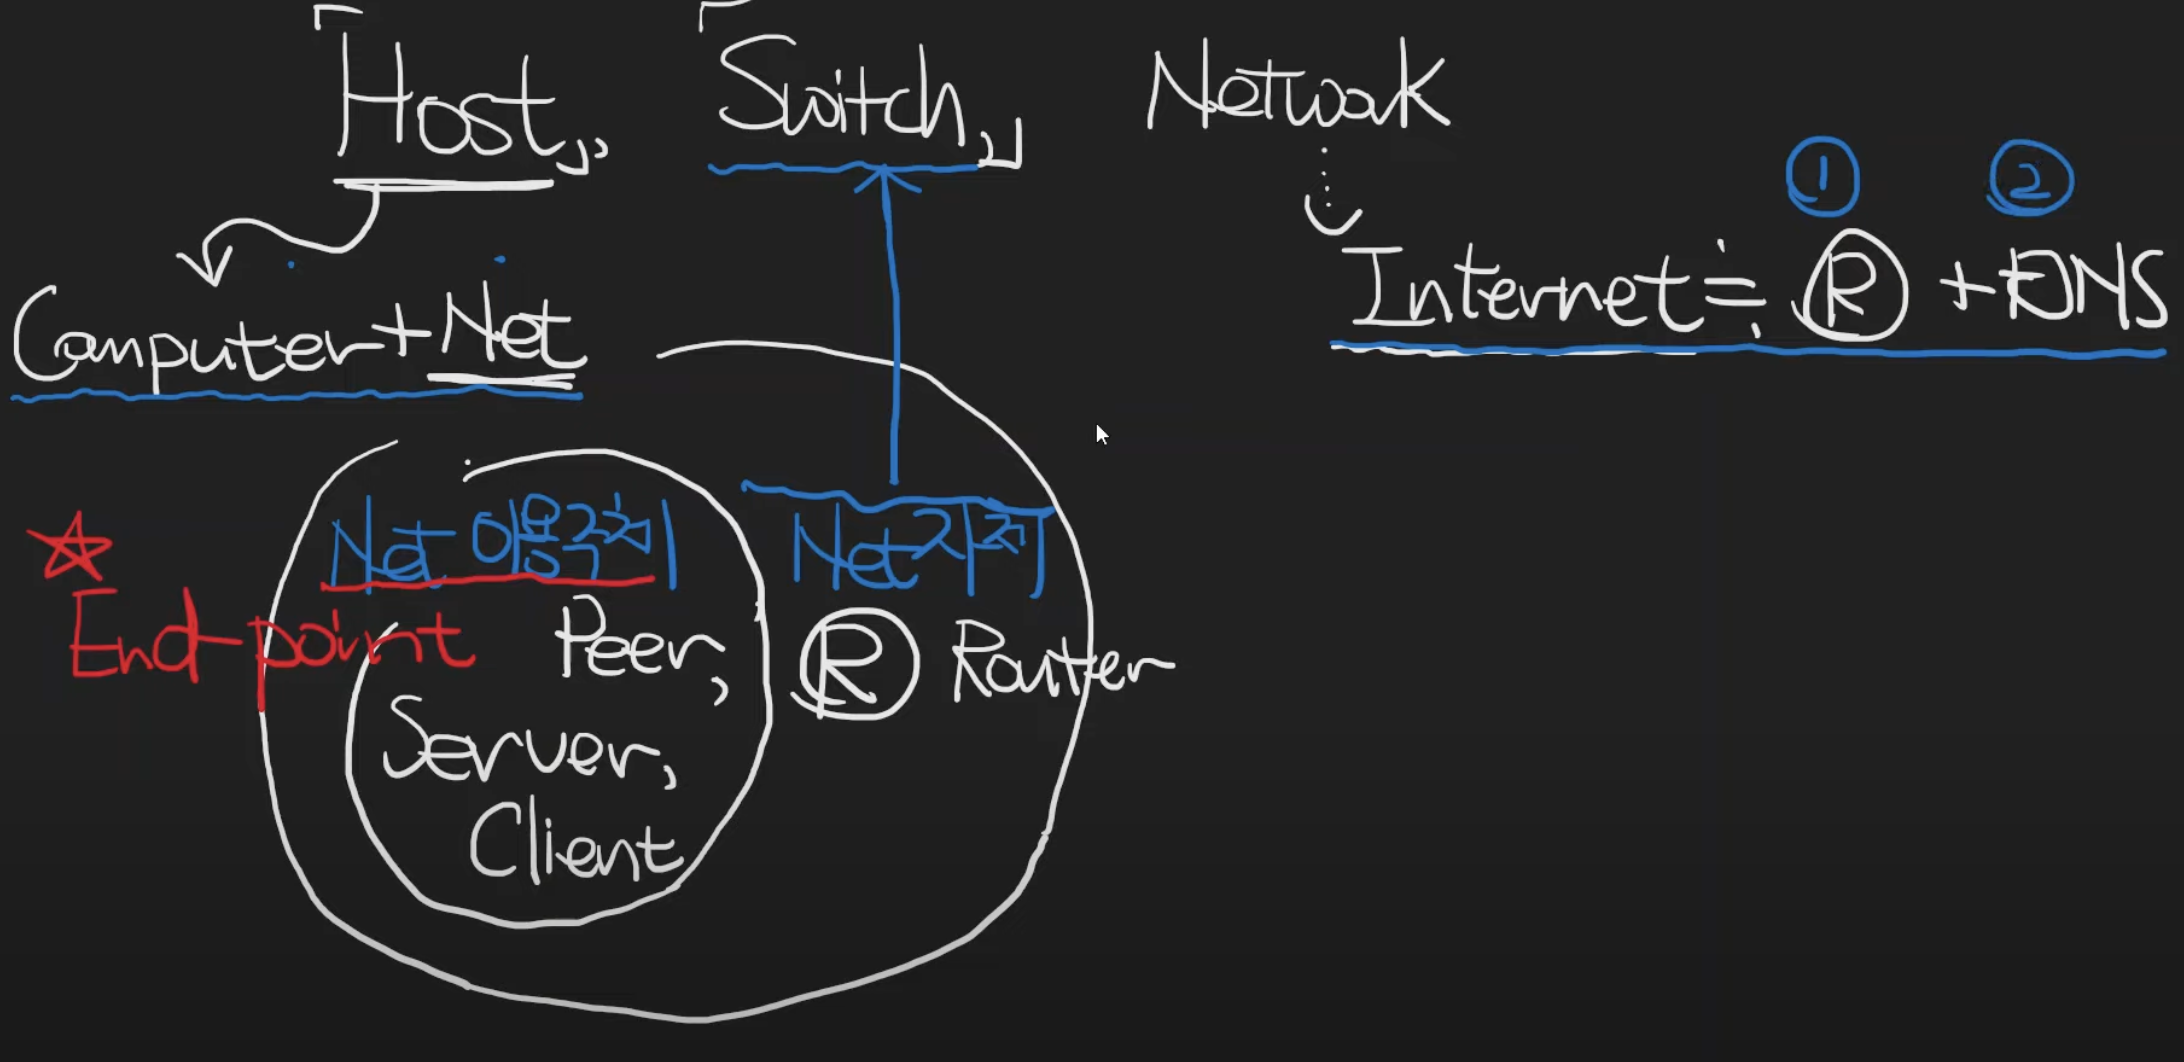 「Host」, 「Switch」 Network
① ②
Internet ≒ Ⓡ + DNS
Computer + Net
Net 이용주체 Net 그 자체
☆
End-point Peer, Ⓡ Router
Server,
Client